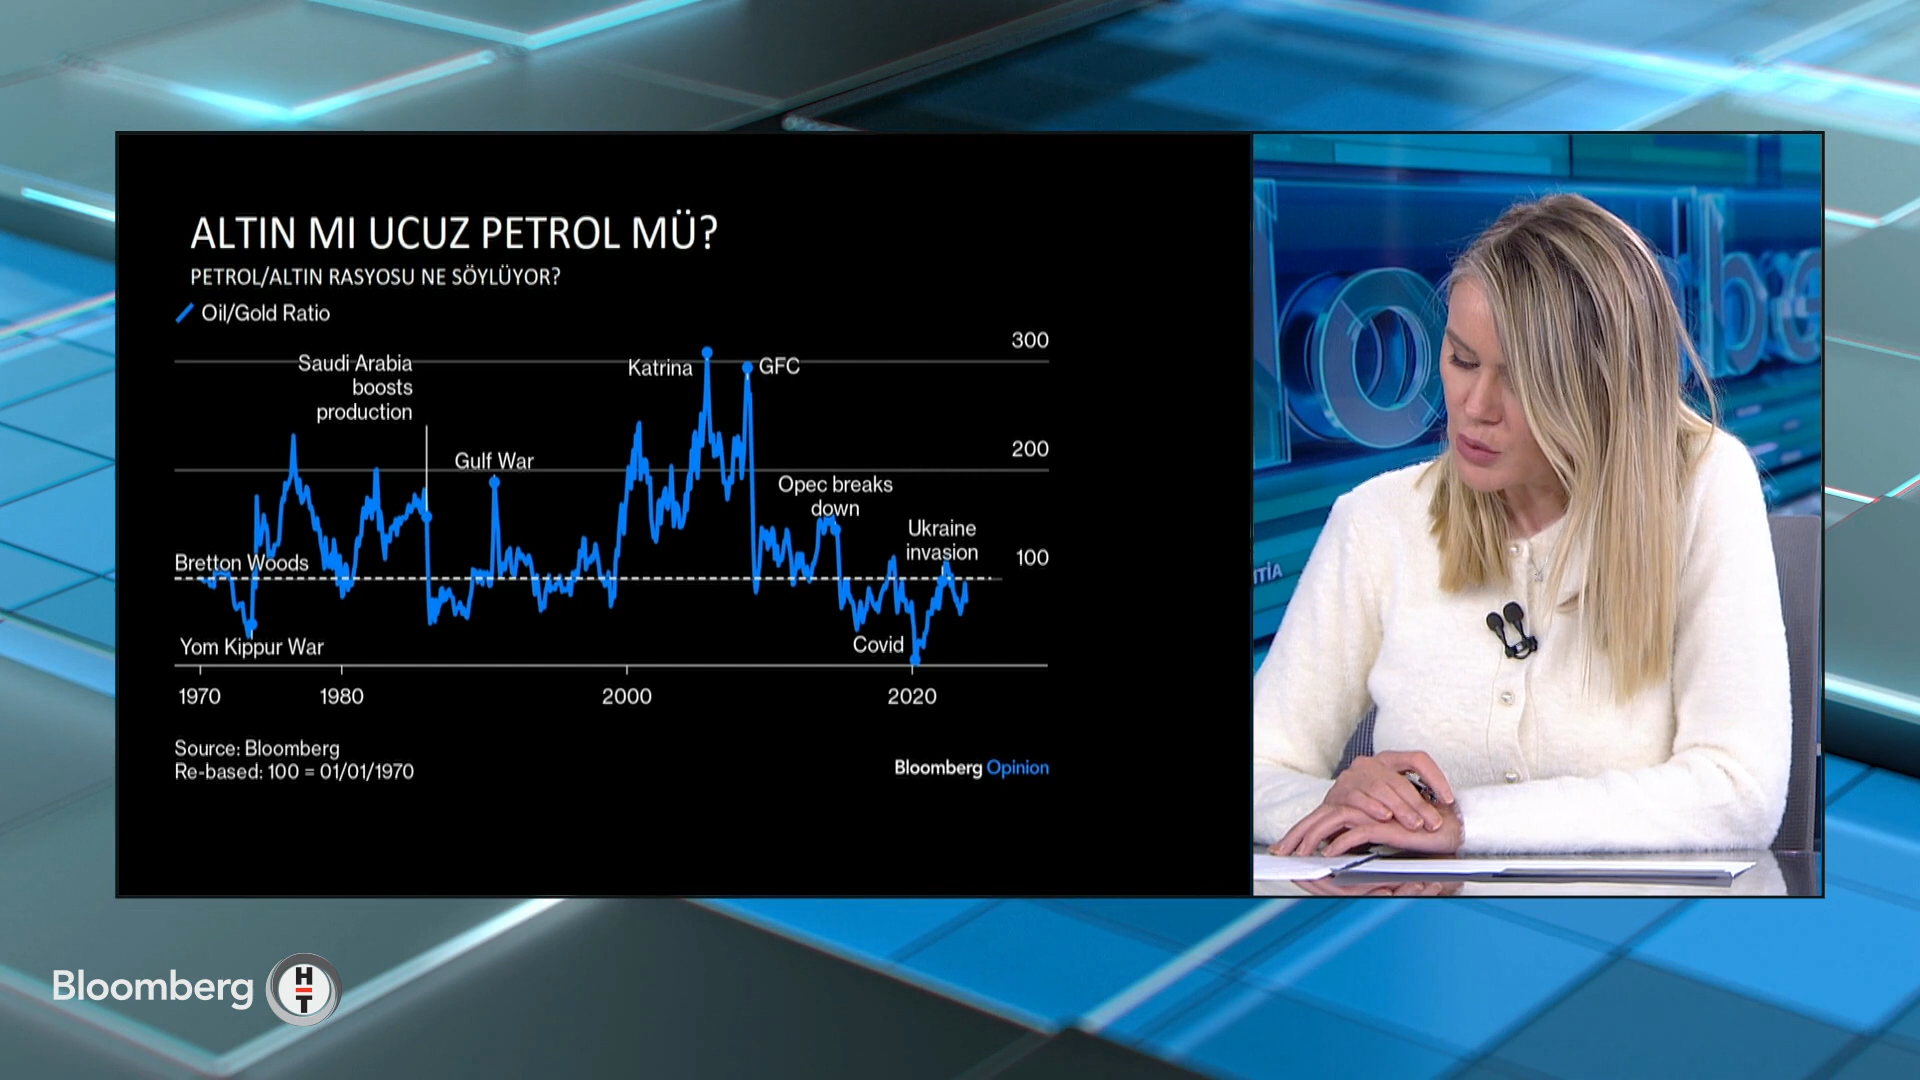 ALTIN MI UCUZ PETROL MÜ?
PETROL/ALTIN RASYOSU NE SÖYLÜYOR?
Oil/Gold Ratio
300
Saudi Arabia
boosts
production
Katrina
GFC
200
Gulf War
Opec breaks
down
Ukraine
invasion
100
Bretton Woods
Yom Kippur War
Covid
1970
1980
2000
2020
Source: Bloomberg
Re-based: 100 = 01/01/1970
Bloomberg Opinion
Bloomberg
HT